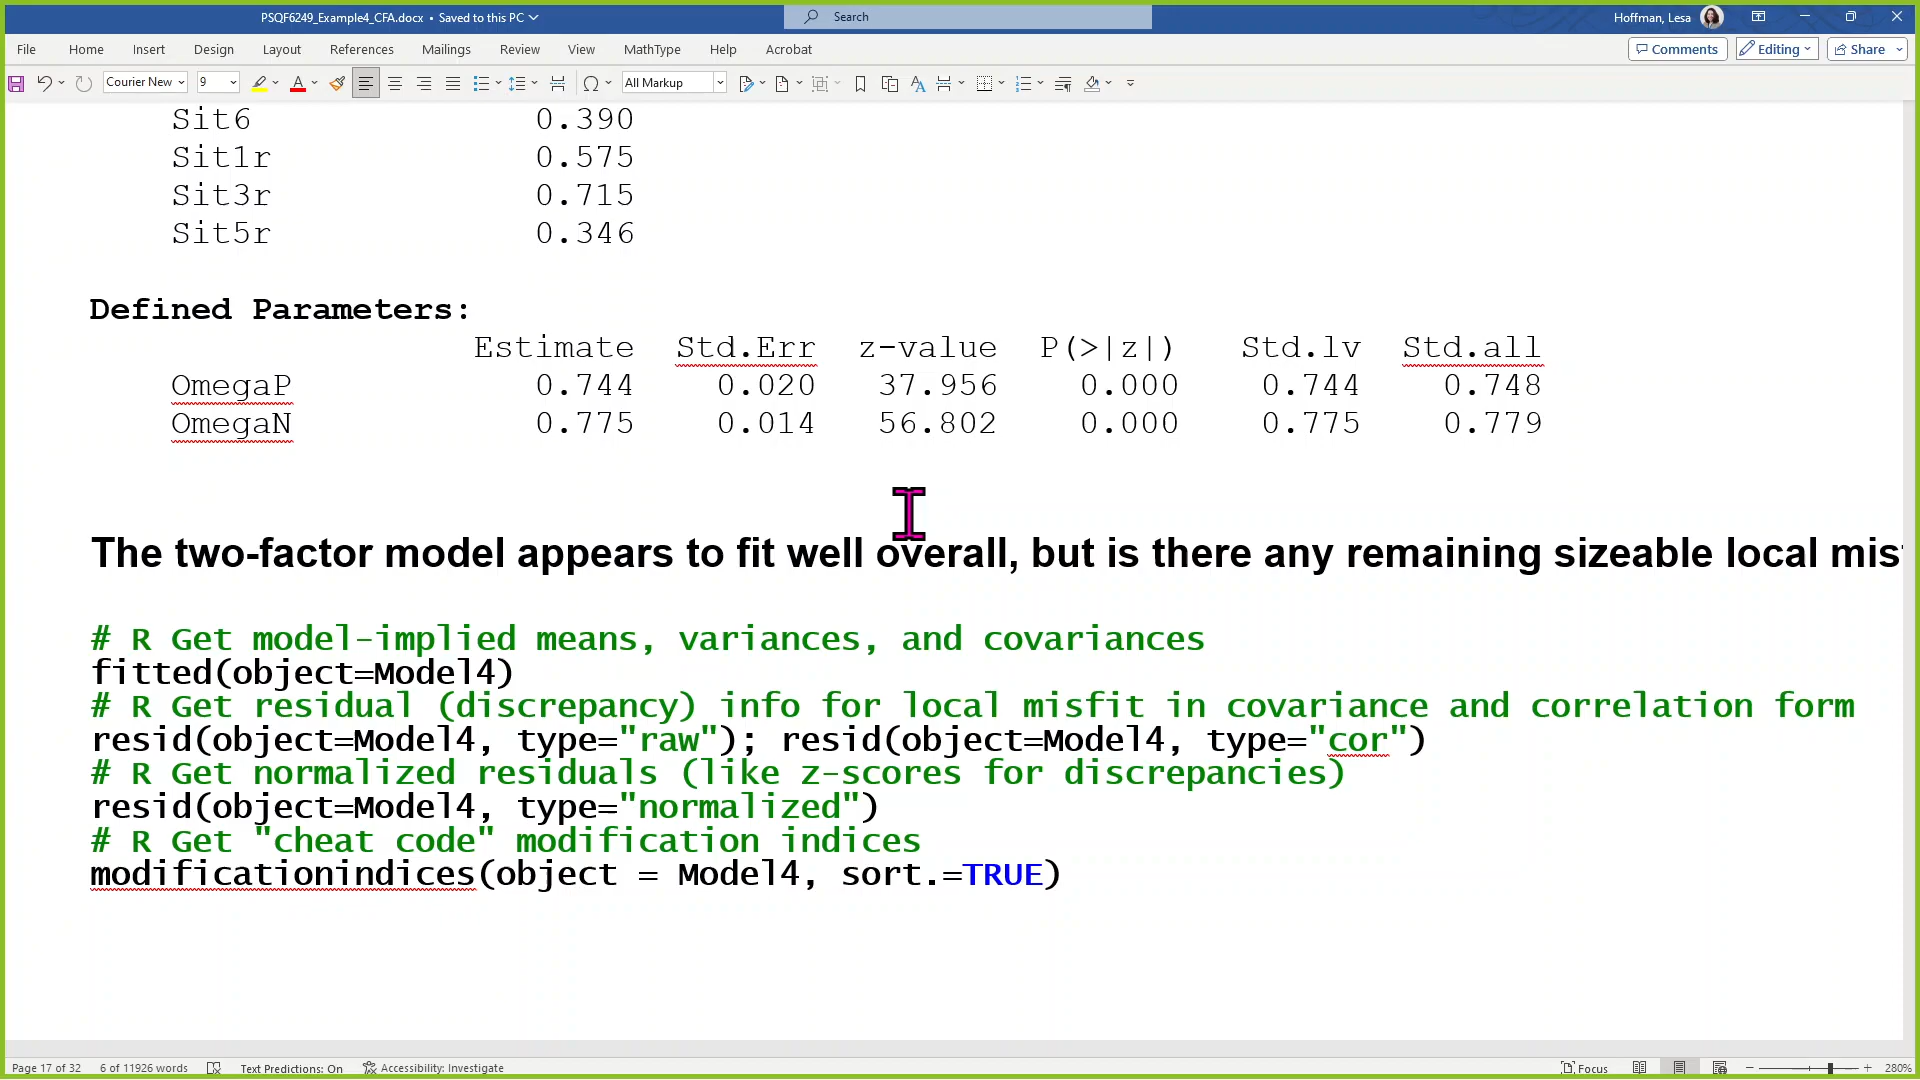 PSQF6249_Example4_CFA.docx • Saved to this PC
Search
Hoffman, Lesa
File Home Insert Design Layout References Mailings Review View MathType Help Acrobat
Comments Editing Share
Courier New 9 All Markup
Sit6 0.390
Sit1r 0.575
Sit3r 0.715
Sit5r 0.346
Defined Parameters:
Estimate Std.Err z-value P(>|z|) Std.lv Std.all
OmegaP 0.744 0.020 37.956 0.000 0.744 0.748
OmegaN 0.775 0.014 56.802 0.000 0.775 0.779
The two-factor model appears to fit well overall, but is there any remaining sizeable local mis
# R Get model-implied means, variances, and covariances
fitted(object=Model4)
# R Get residual (discrepancy) info for local misfit in covariance and correlation form
resid(object=Model4, type="raw"); resid(object=Model4, type="cor")
# R Get normalized residuals (like z-scores for discrepancies)
resid(object=Model4, type="normalized")
# R Get "cheat code" modification indices
modificationindices(object = Model4, sort.=TRUE)
Page 17 of 32 6 of 11926 words Text Predictions: On Accessibility: Investigate Focus 280%